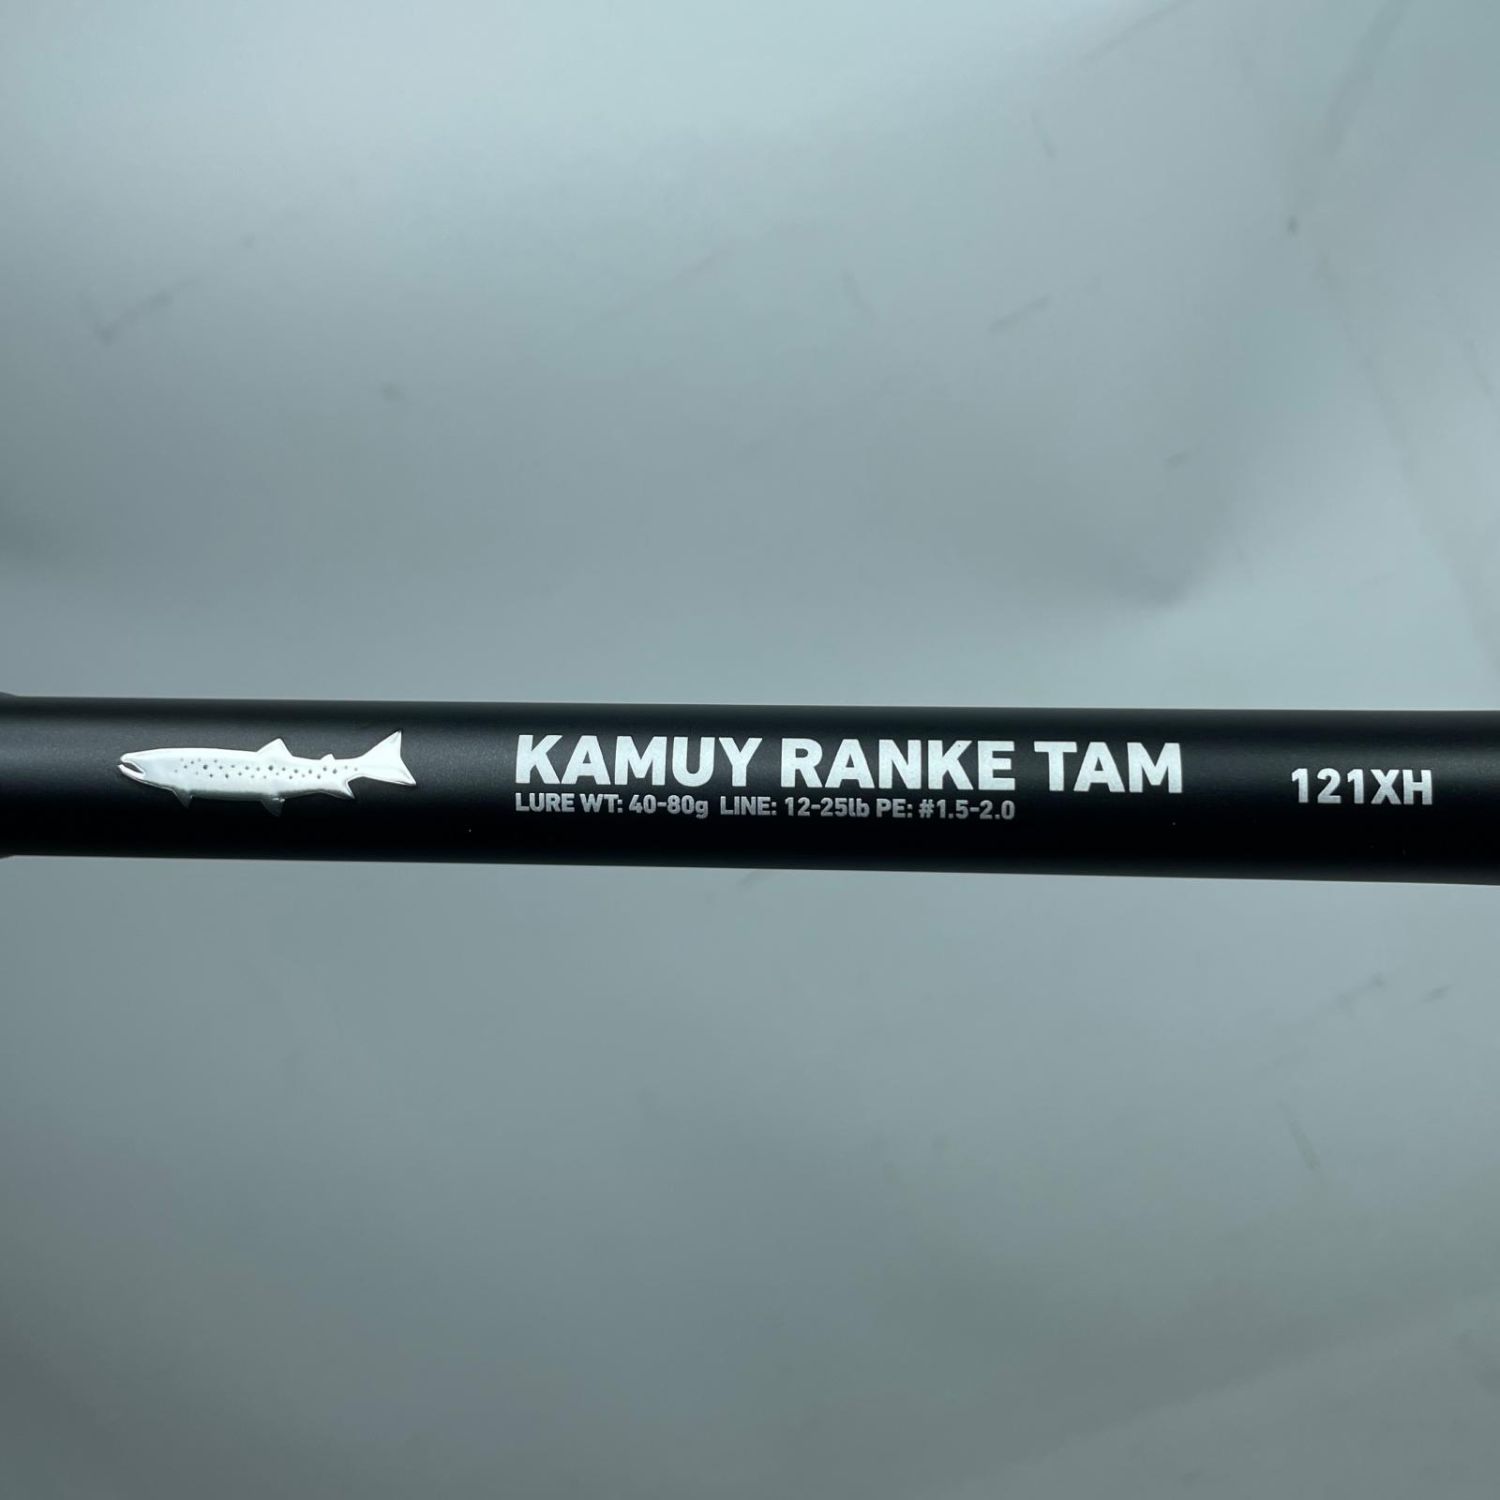 KAMUY RANKE TAM 121XH
LURE WT: 40-80g LINE: 12-25lb PE: #1.5-2.0